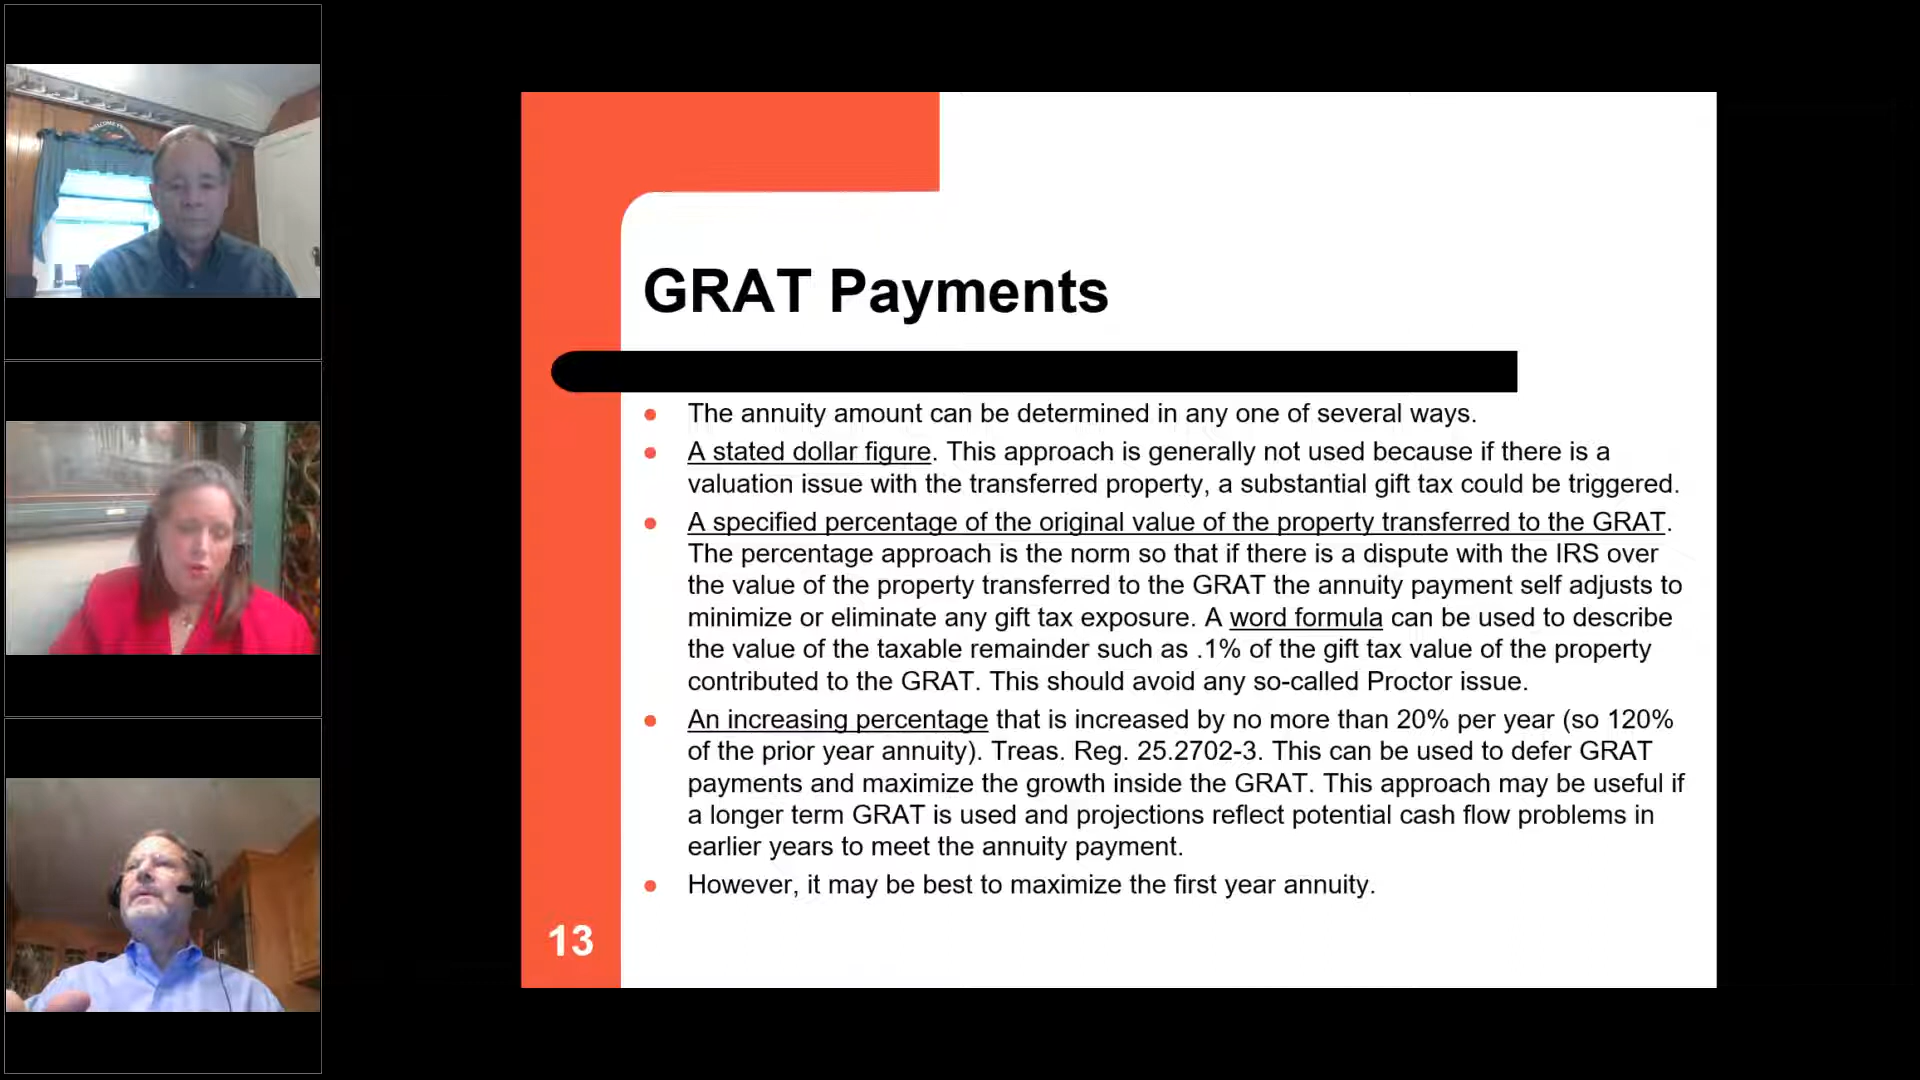 GRAT Payments
The annuity amount can be determined in any one of several ways.
A stated dollar figure. This approach is generally not used because if there is a
valuation issue with the transferred property, a substantial gift tax could be triggered.
A specified percentage of the original value of the property transferred to the GRAT.
The percentage approach is the norm so that if there is a dispute with the IRS over
the value of the property transferred to the GRAT the annuity payment self adjusts to
minimize or eliminate any gift tax exposure. A word formula can be used to describe
the value of the taxable remainder such as .1% of the gift tax value of the property
contributed to the GRAT. This should avoid any so-called Proctor issue.
An increasing percentage that is increased by no more than 20% per year (so 120%
of the prior year annuity). Treas. Reg. 25.2702-3. This can be used to defer GRAT
payments and maximize the growth inside the GRAT. This approach may be useful if
a longer term GRAT is used and projections reflect potential cash flow problems in
earlier years to meet the annuity payment.
However, it may be best to maximize the first year annuity.
13